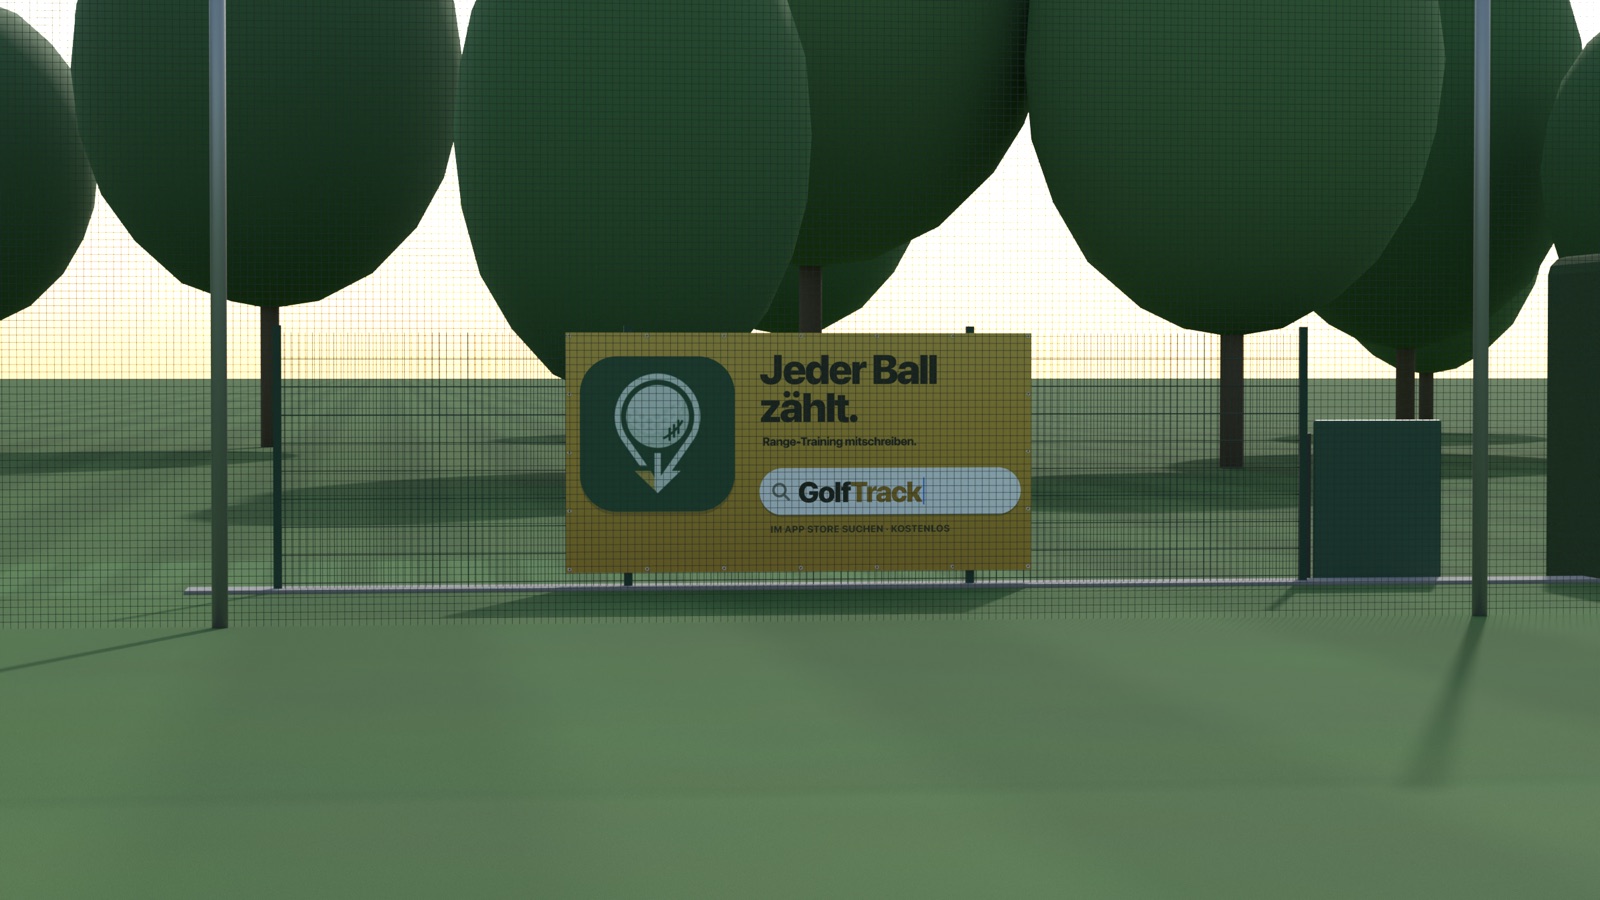 Jeder Ball
zählt.
Range-Training mitschreiben.
GolfTrack
IM APP STORE SUCHEN · KOSTENLOS